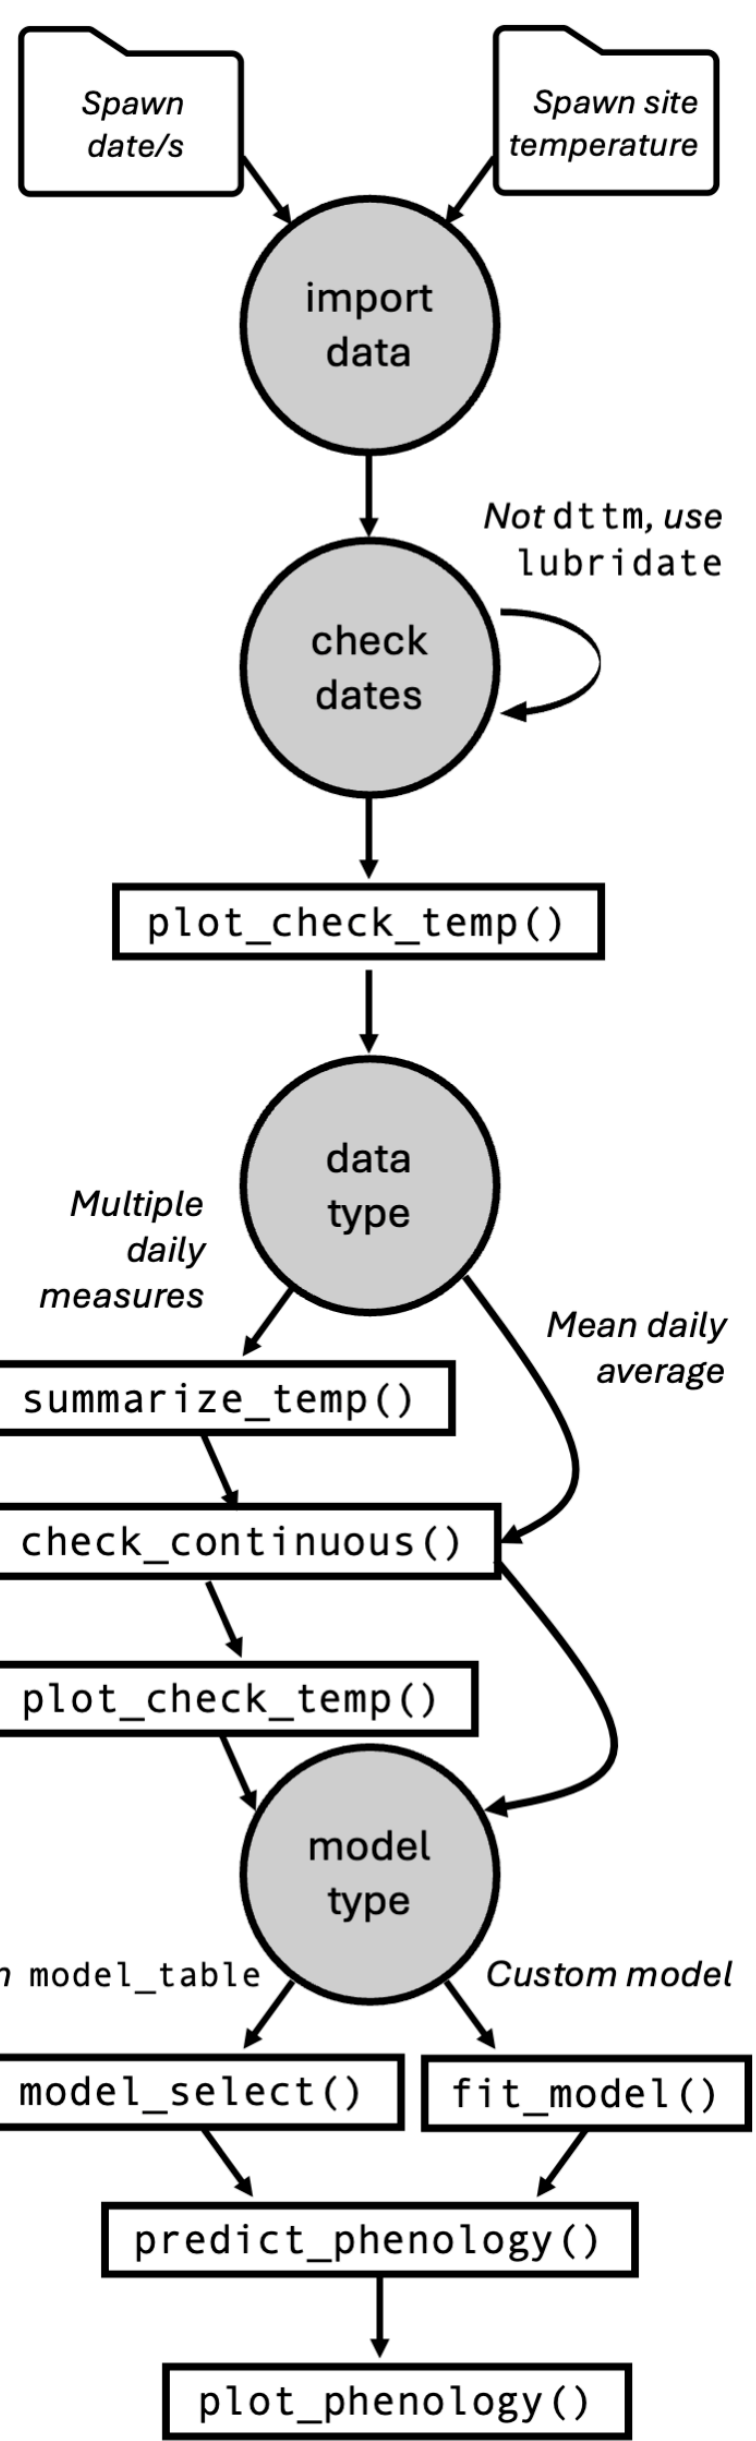 Spawn
date/s
Spawn site
temperature
import
data
Not dttm, use
lubridate
check
dates
plot_check_temp()
data
type
Multiple
daily
measures
Mean daily
average
summarize_temp()
check_continuous()
plot_check_temp()
model
type
model_table
Custom model
model_select()
fit_model()
predict_phenology()
plot_phenology()